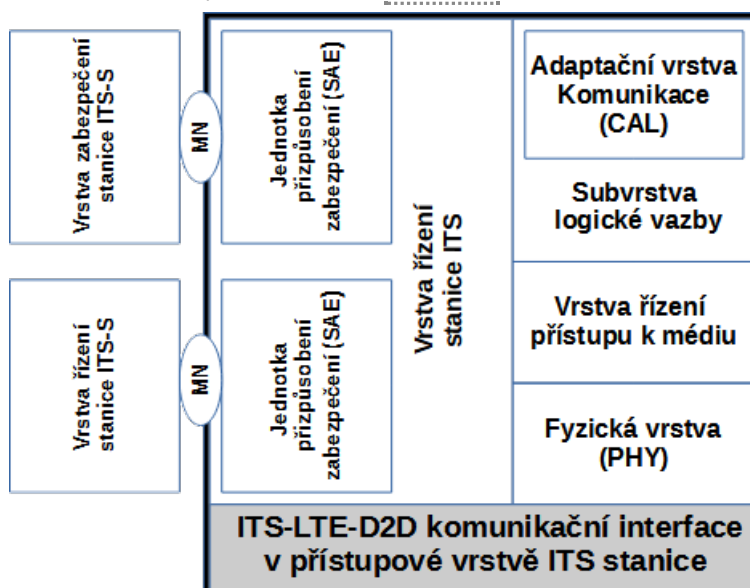 Vrstva zabezpečení
stanice ITS-S
MN
Jednotka
přizpůsobení
zabezpečení (SAE)
Vrstva řízení
stanice ITS-S
MN
Jednotka
přizpůsobení
zabezpečení (SAE)
Vrstva řízení
stanice ITS
Adaptační vrstva
Komunikace
(CAL)
Subvrstva
logické vazby
Vrstva řízení
přístupu k médiu
Fyzická vrstva
(PHY)
ITS-LTE-D2D komunikační interface
v přístupové vrstvě ITS stanice